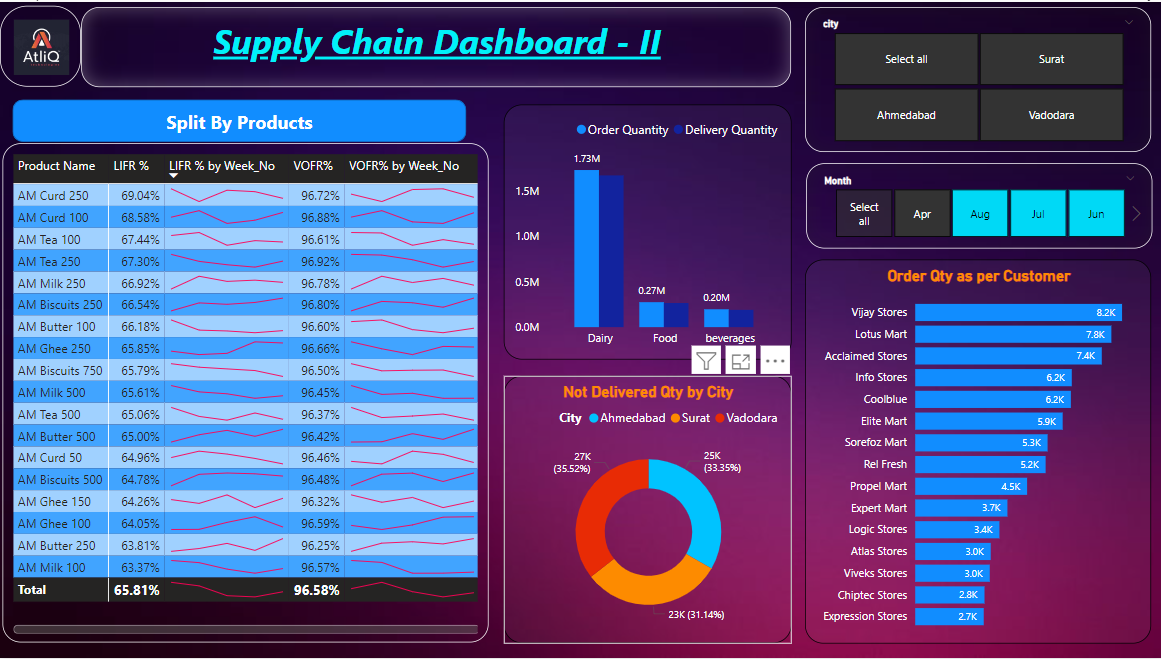 AtliQ
Supply Chain Dashboard - II
city
Select all
Surat
Ahmedabad
Vadodara
Month
Select all
Apr
Aug
Jul
Jun
Split By Products
Product Name LIFR % LIFR % by Week_No VOFR% VOFR% by Week_No
AM Curd 250 69.04% 96.72%
AM Curd 100 68.58% 96.88%
AM Tea 100 67.44% 96.61%
AM Tea 250 67.30% 96.92%
AM Milk 250 66.92% 96.78%
AM Biscuits 250 66.54% 96.80%
AM Butter 100 66.18% 96.60%
AM Ghee 250 65.85% 96.66%
AM Biscuits 750 65.79% 96.50%
AM Milk 500 65.61% 96.45%
AM Tea 500 65.06% 96.37%
AM Butter 500 65.00% 96.42%
AM Curd 50 64.96% 96.46%
AM Biscuits 500 64.78% 96.48%
AM Ghee 150 64.26% 96.32%
AM Ghee 100 64.05% 96.59%
AM Butter 250 63.81% 96.25%
AM Milk 100 63.37% 96.57%
Total 65.81% 96.58%
Order Quantity Delivery Quantity
1.73M
1.5M
1.0M
0.5M
0.27M
0.20M
0.0M
Dairy Food beverages
Not Delivered Qty by City
City Ahmedabad Surat Vadodara
27K
(35.52%)
25K
(33.35%)
23K (31.14%)
Order Qty as per Customer
Vijay Stores 8.2K
Lotus Mart 7.8K
Acclaimed Stores 7.4K
Info Stores 6.2K
Coolblue 6.2K
Elite Mart 5.9K
Sorefoz Mart 5.3K
Rel Fresh 5.2K
Propel Mart 4.5K
Expert Mart 3.7K
Logic Stores 3.4K
Atlas Stores 3.0K
Viveks Stores 3.0K
Chiptec Stores 2.8K
Expression Stores 2.7K